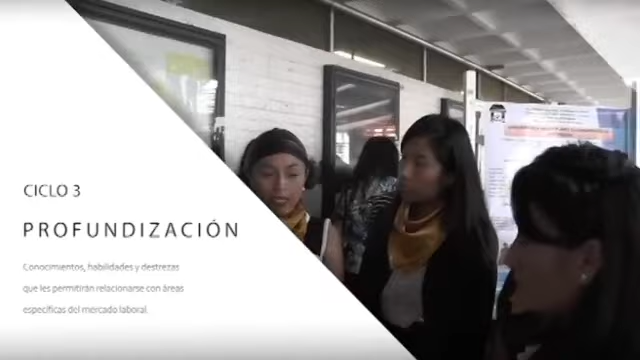 CICLO 3
PROFUNDIZACIÓN
Conocimientos, habilidades y destrezas
que les permitirán relacionarse con áreas
específicas del mercado laboral.